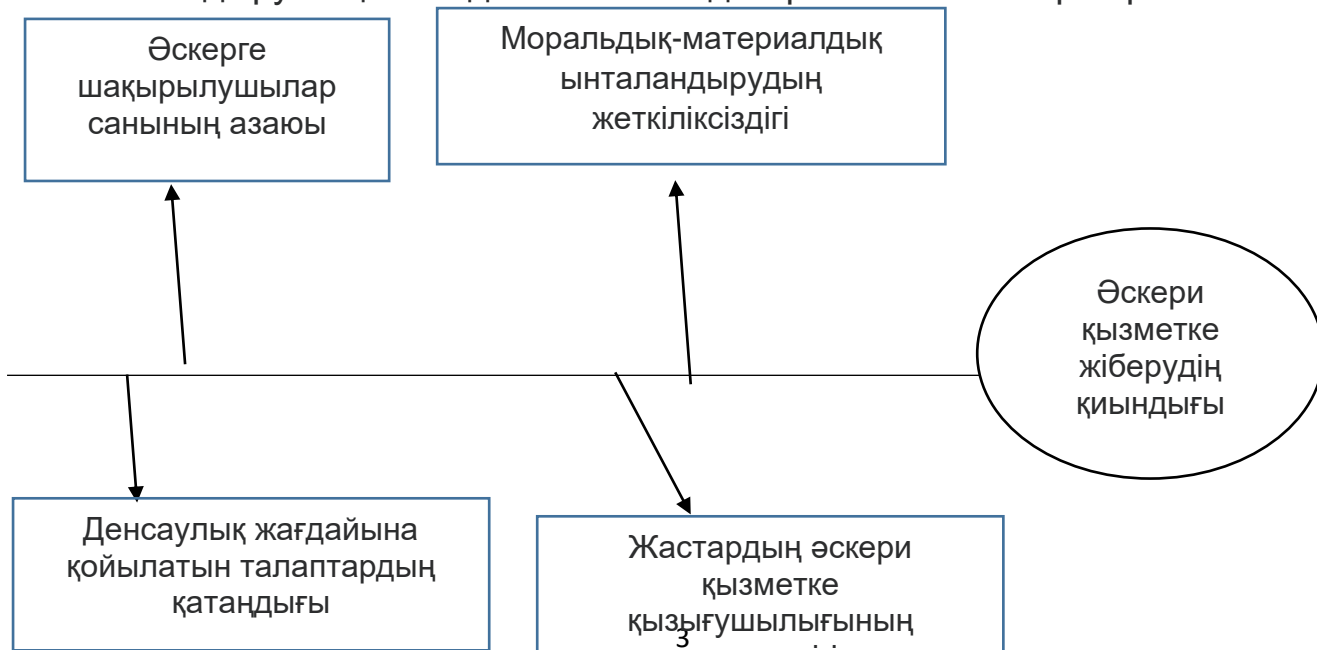 Әскерге
шақырылушылар
санының азаюы
Моральдық-материалдық
ынталандырудың
жеткіліксіздігі
Әскери
қызметке
жіберудің
қиындығы
Денсаулық жағдайына
қойылатын талаптардың
қатаңдығы
Жастардың әскери
қызметке
қызығушылығының
3